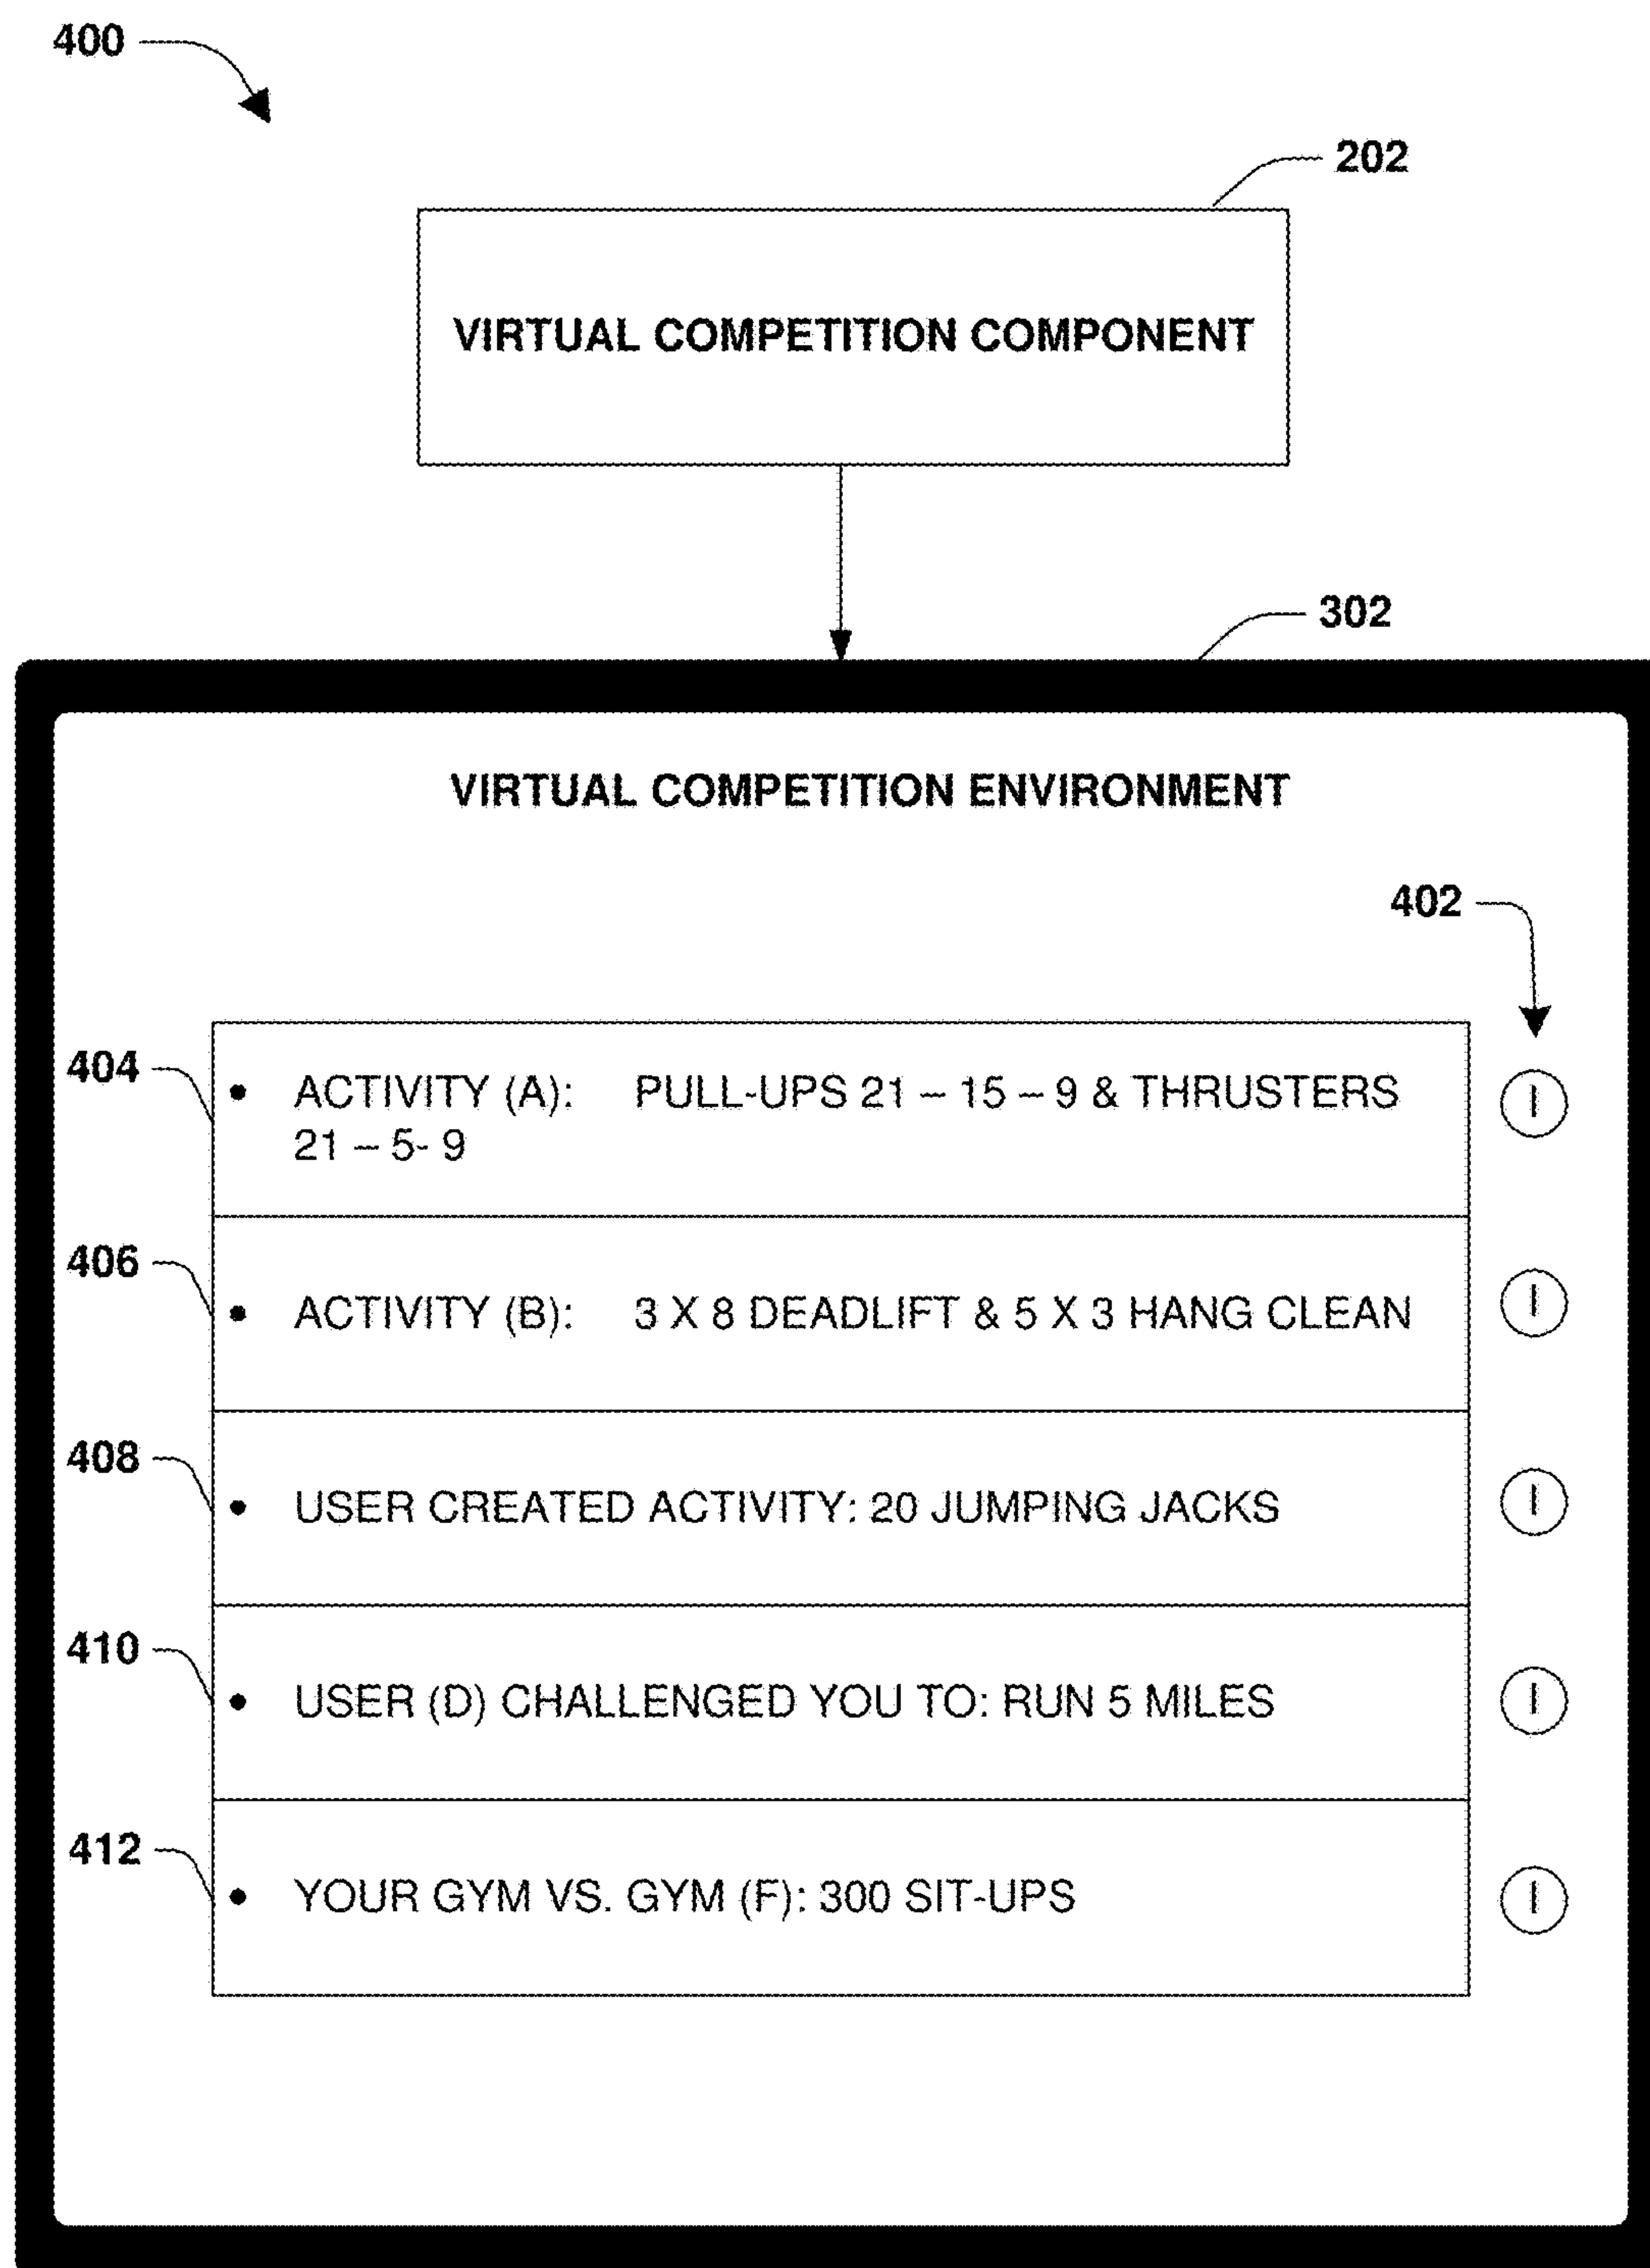 400
202
VIRTUAL COMPETITION COMPONENT
302
VIRTUAL COMPETITION ENVIRONMENT
402
404
• ACTIVITY (A): PULL-UPS 21 – 15 – 9 & THRUSTERS
21 – 5- 9
I
406
• ACTIVITY (B): 3 X 8 DEADLIFT & 5 X 3 HANG CLEAN
I
408
• USER CREATED ACTIVITY: 20 JUMPING JACKS
I
410
• USER (D) CHALLENGED YOU TO: RUN 5 MILES
I
412
• YOUR GYM VS. GYM (F): 300 SIT-UPS
I